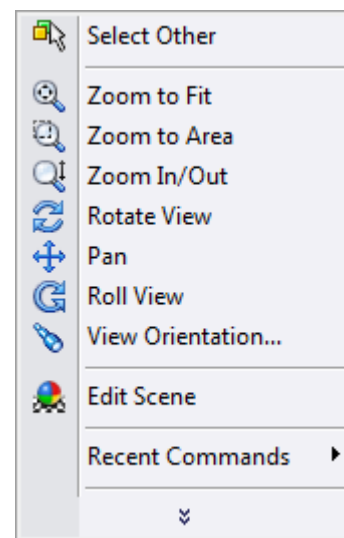 Select Other
Zoom to Fit
Zoom to Area
Zoom In/Out
Rotate View
Pan
Roll View
View Orientation...
Edit Scene
Recent Commands